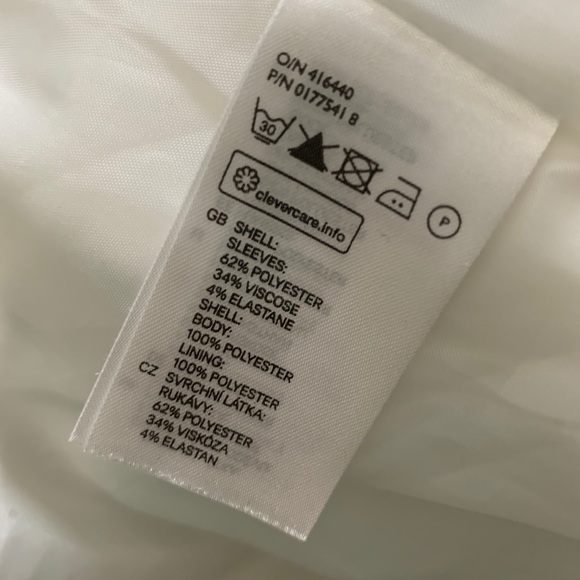 O/N 416440
P/N 0177541 8
30
P
clevercare.info
GB SHELL:
SLEEVES:
62% POLYESTER
34% VISCOSE
4% ELASTANE
SHELL:
BODY:
100% POLYESTER
LINING:
100% POLYESTER
CZ SVRCHNÍ LÁTKA:
RUKÁVY:
62% POLYESTER
34% VISKÓZA
4% ELASTAN